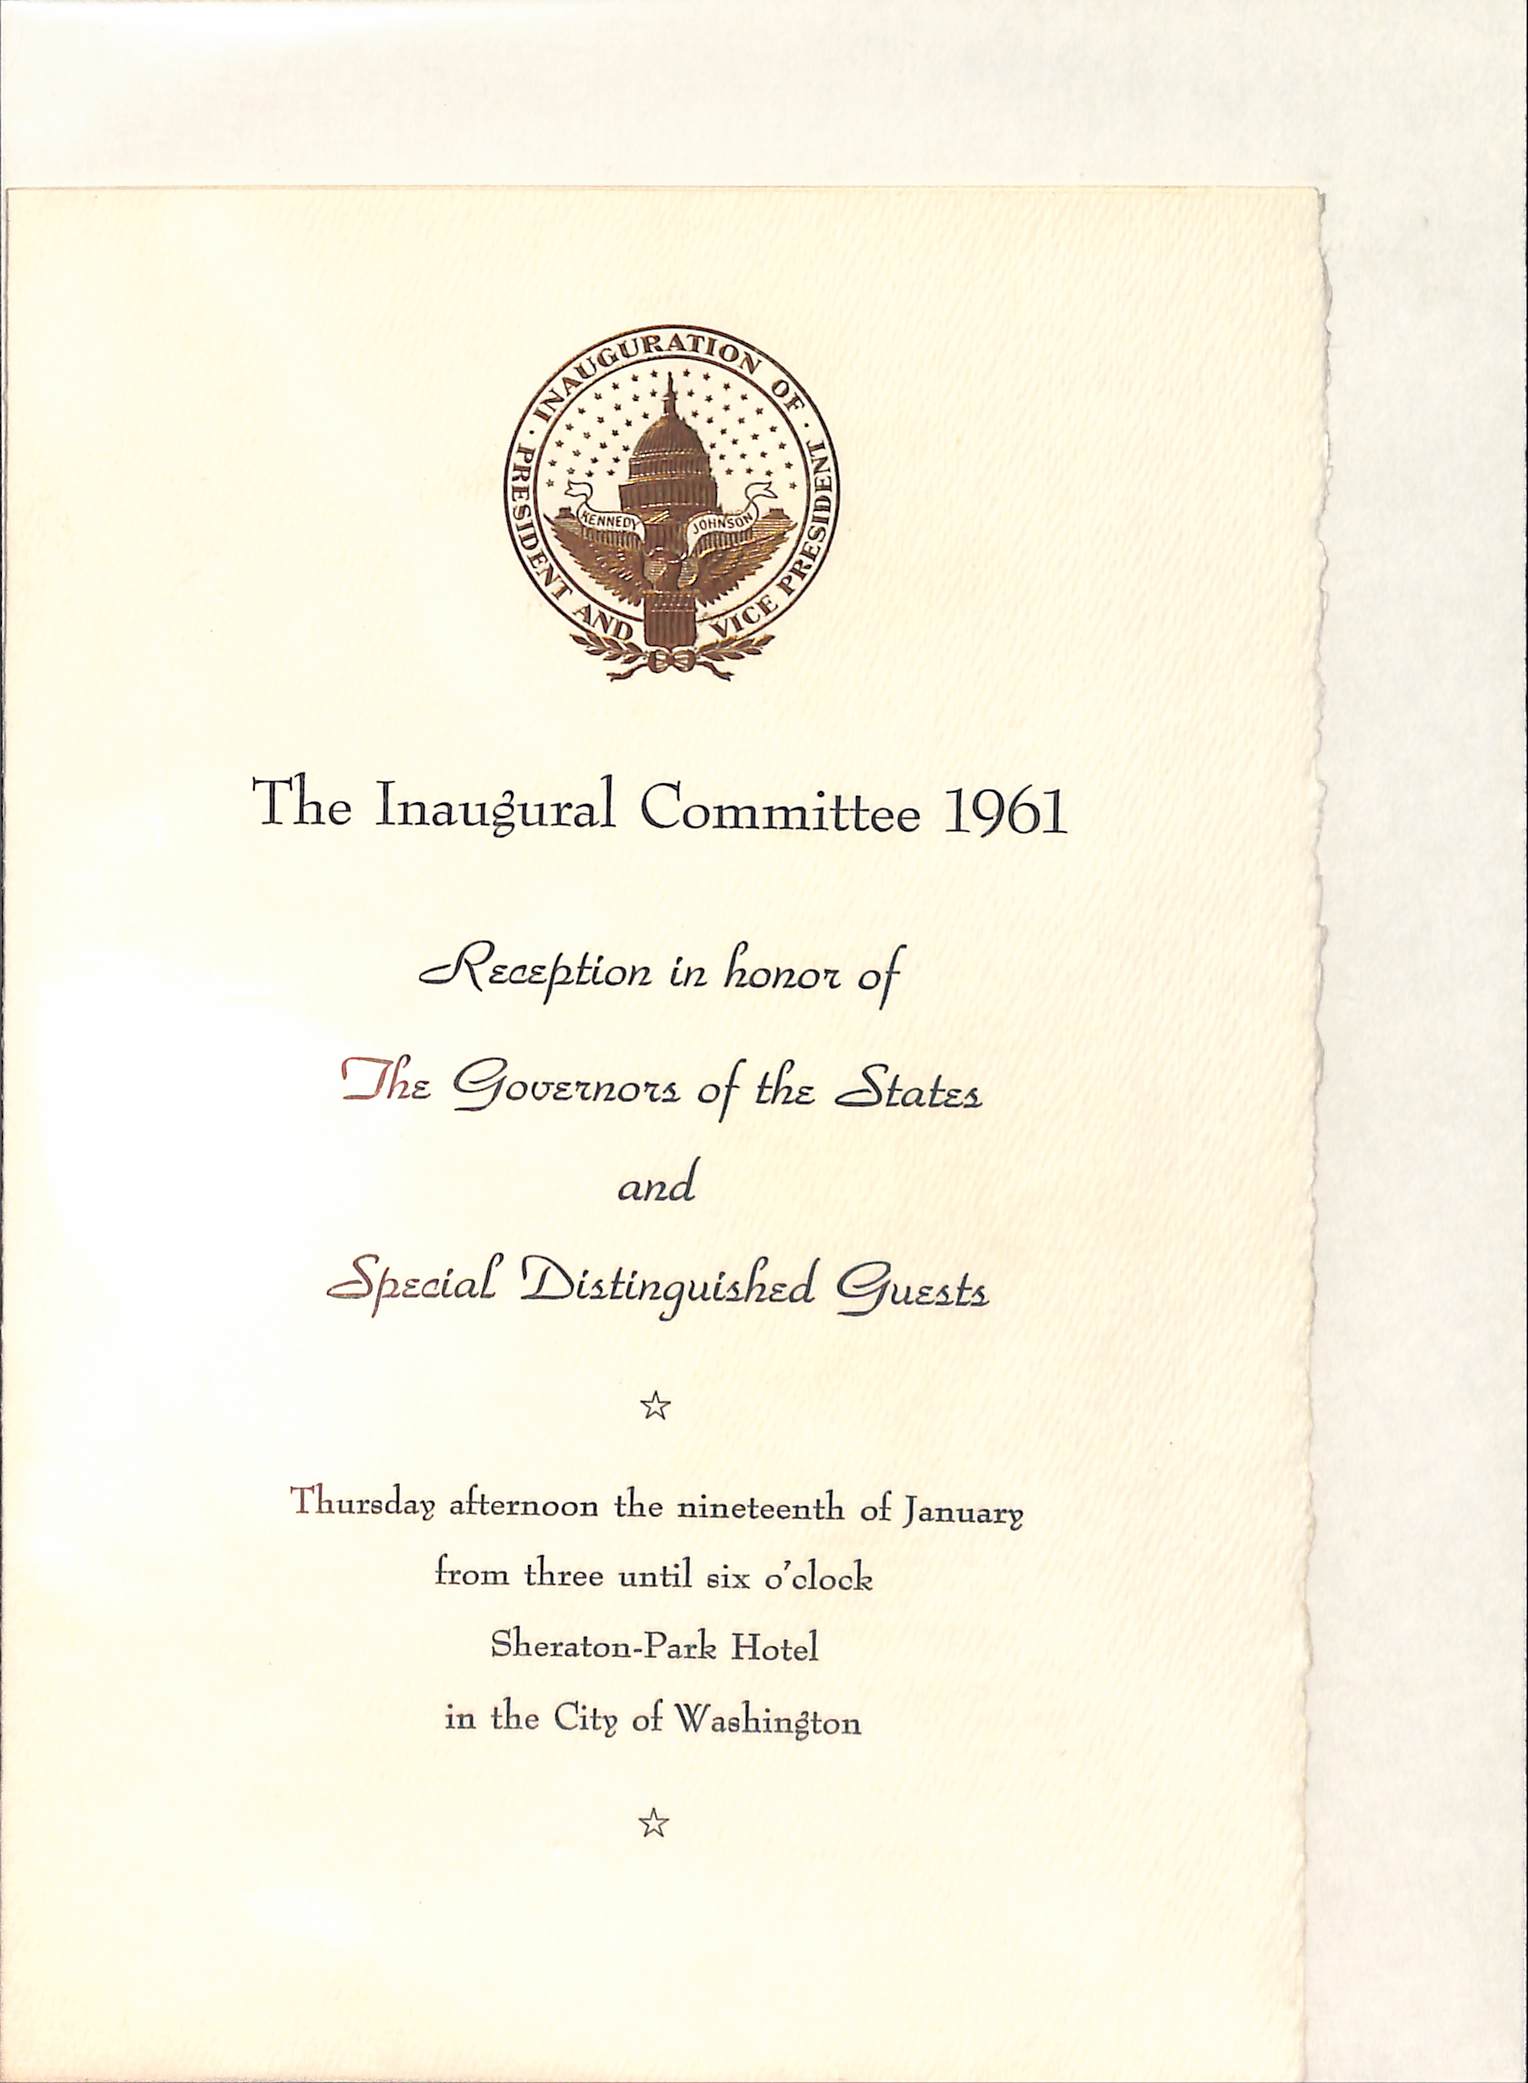 INAUGURATION OF · PRESIDENT AND VICE PRESIDENT ·
KENNEDY JOHNSON
The Inaugural Committee 1961
Reception in honor of
The Governors of the States
and
Special Distinguished Guests
☆
Thursday afternoon the nineteenth of January
from three until six o'clock
Sheraton-Park Hotel
in the City of Washington
☆